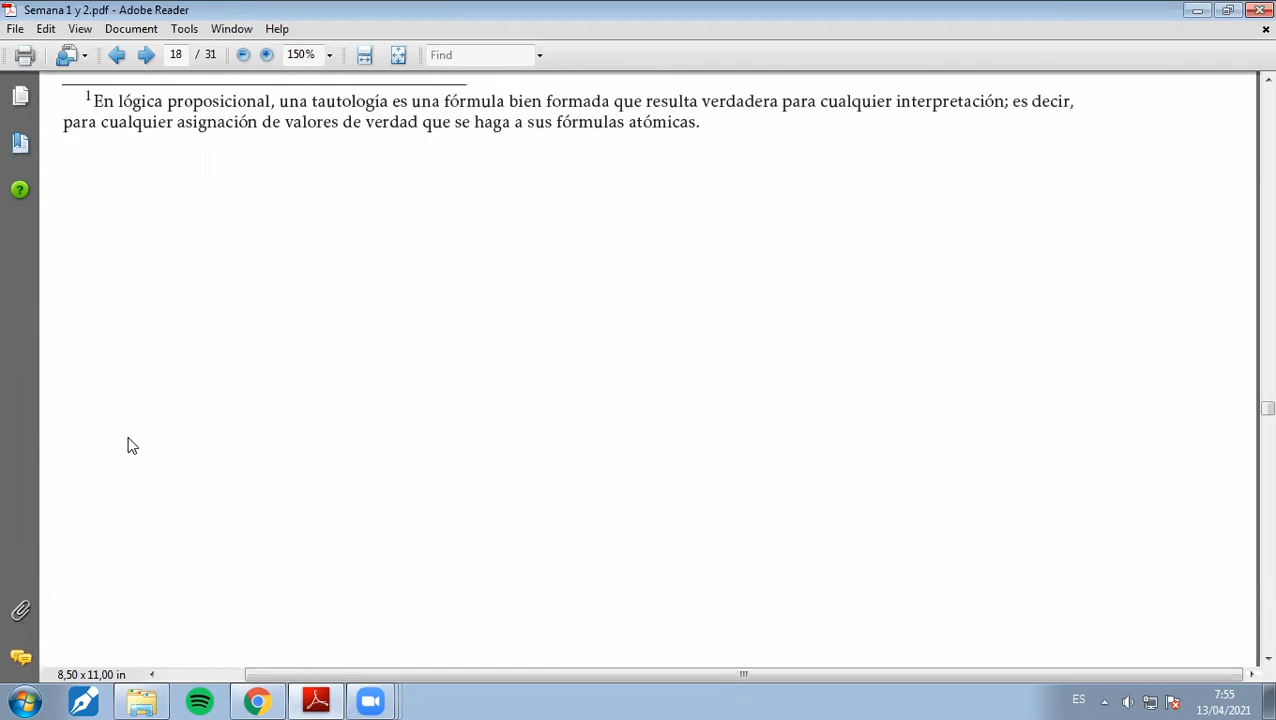 Semana 1 y 2.pdf - Adobe Reader
File Edit View Document Tools Window Help
18 / 31 150% Find
1En lógica proposicional, una tautología es una fórmula bien formada que resulta verdadera para cualquier interpretación; es decir,
para cualquier asignación de valores de verdad que se haga a sus fórmulas atómicas.
8,50 x 11,00 in
ES
7:55
13/04/2021